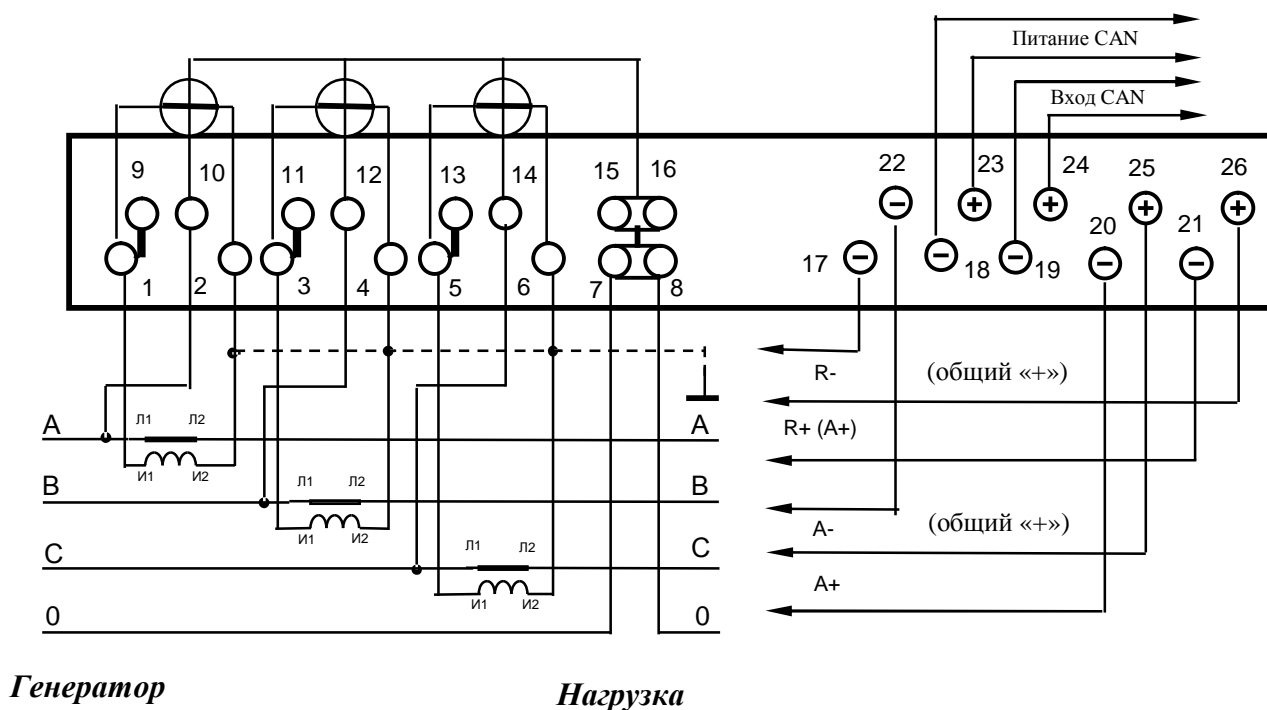 Питание CAN
Вход CAN
9 10 11 12 13 14 15 16 22 23 24 25 26
17 18 19 20 21
1 2 3 4 5 6 7 8
R-
(общий «+»)
A Л1 Л2 A
R+ (A+)
И1 И2
B Л1 Л2 B
A-
(общий «+»)
И1 И2
C Л1 Л2 C
A+
И1 И2
0 0
Генератор
Нагрузка